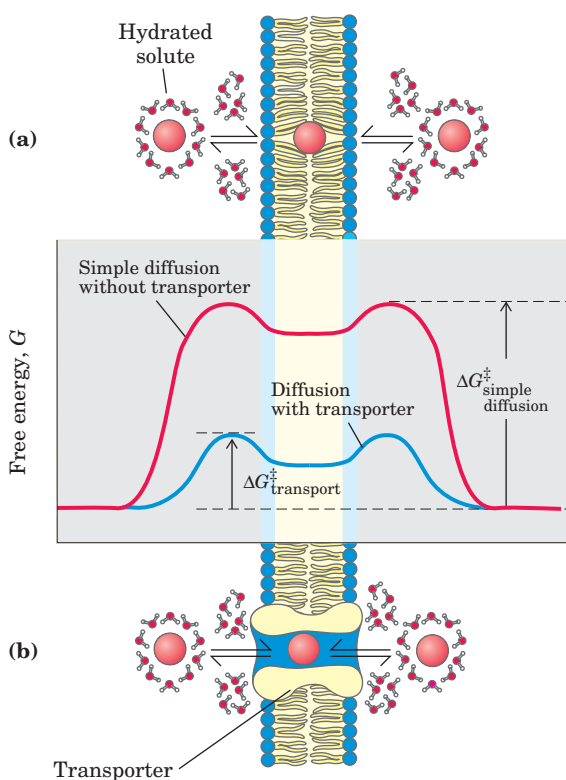 Hydrated
solute
(a)
Simple diffusion
without transporter
Free energy, G
ΔG‡simple
diffusion
Diffusion
with transporter
ΔG‡transport
(b)
Transporter